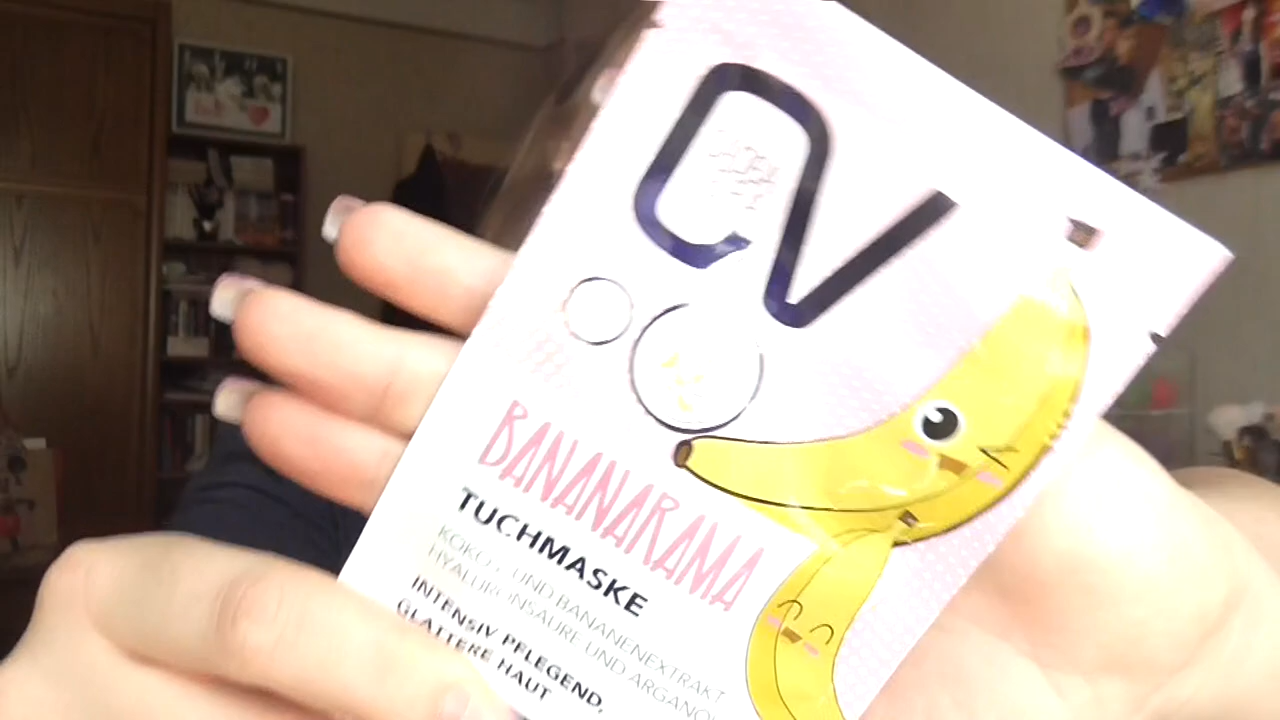 CV
BANANARAMA
TUCHMASKE
KOKOS- UND BANANENEXTRAKT
HYALURONSÄURE UND ARGANÖL
INTENSIV PFLEGEND,
GLATTERE HAUT